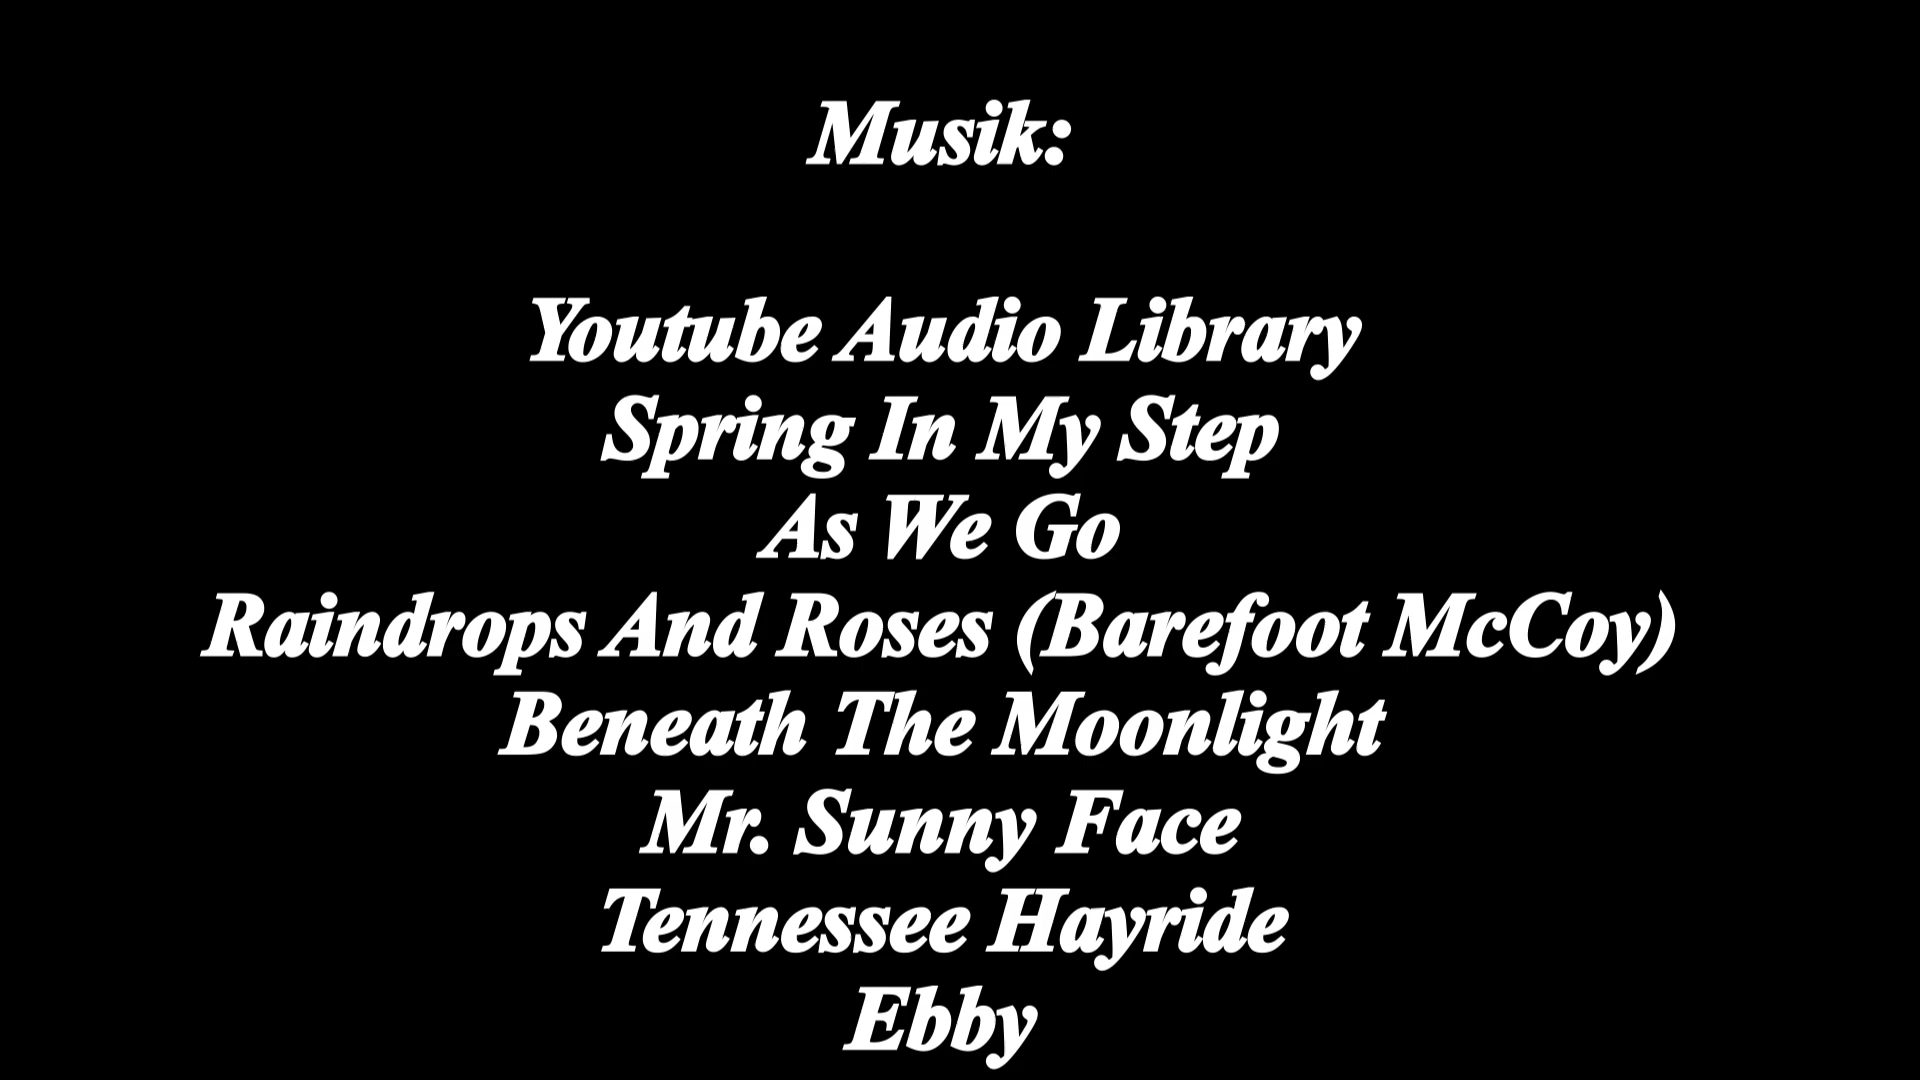 Musik:
Youtube Audio Library
Spring In My Step
As We Go
Raindrops And Roses (Barefoot McCoy)
Beneath The Moonlight
Mr. Sunny Face
Tennessee Hayride
Ebby